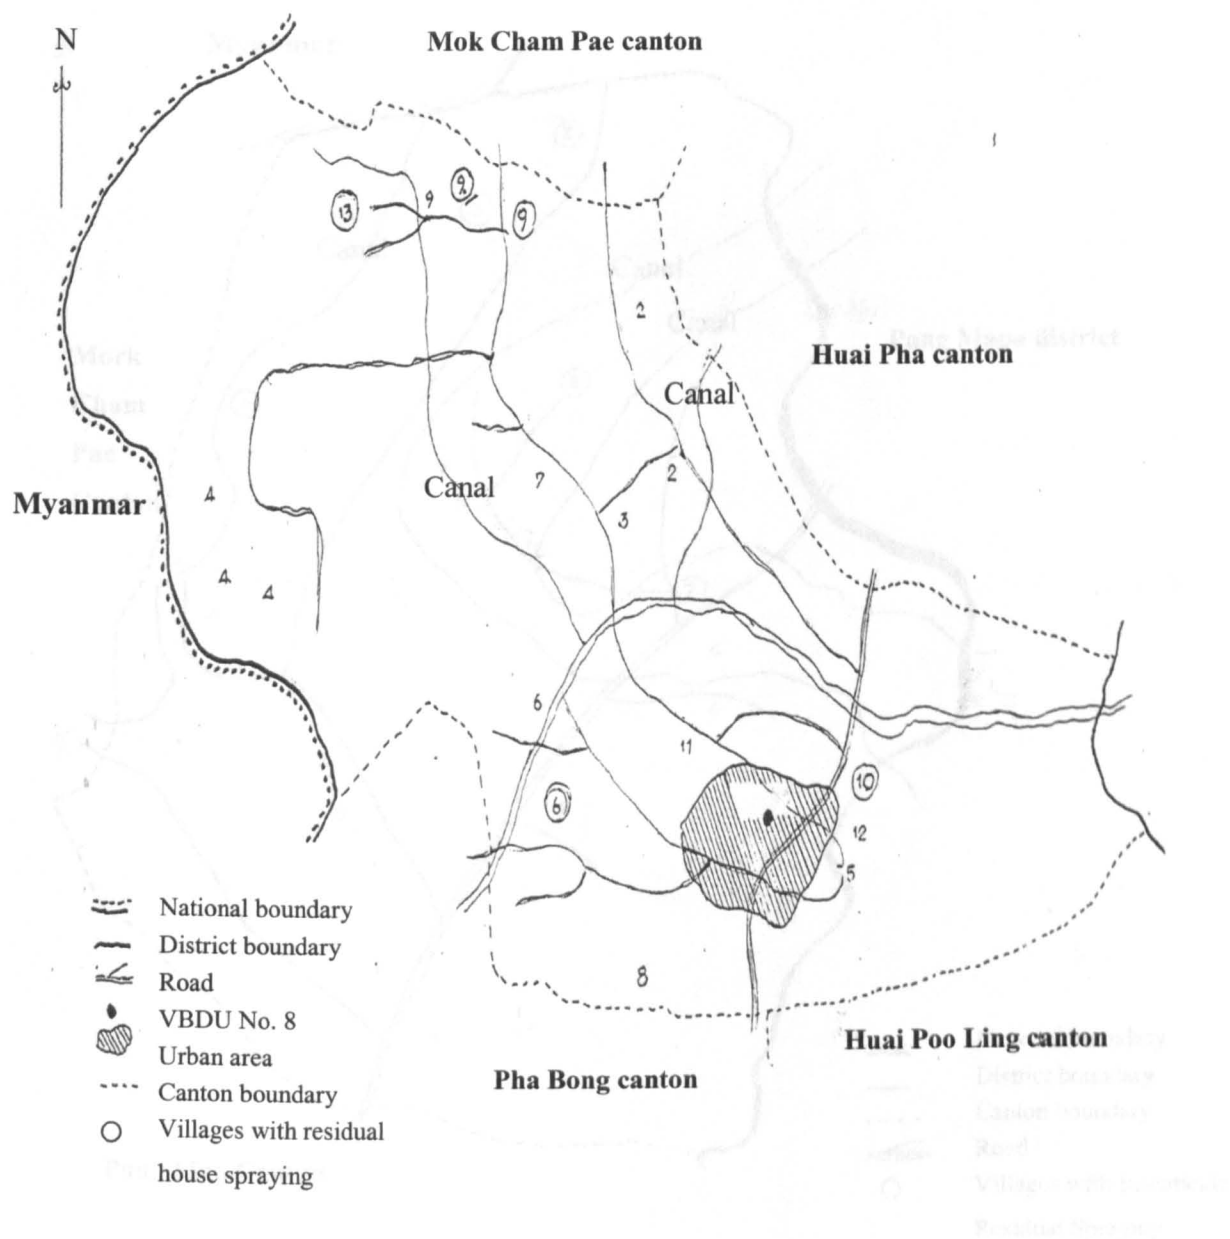 N
Mok Cham Pae canton
13
9
9
9
2
Huai Pha canton
Canal
Canal
7
2
3
Myanmar
4
4
4
6
11
6
10
12
5
8
National boundary
District boundary
Road
VBDU No. 8
Urban area
Canton boundary
Villages with residual
house spraying
Huai Poo Ling canton
Pha Bong canton